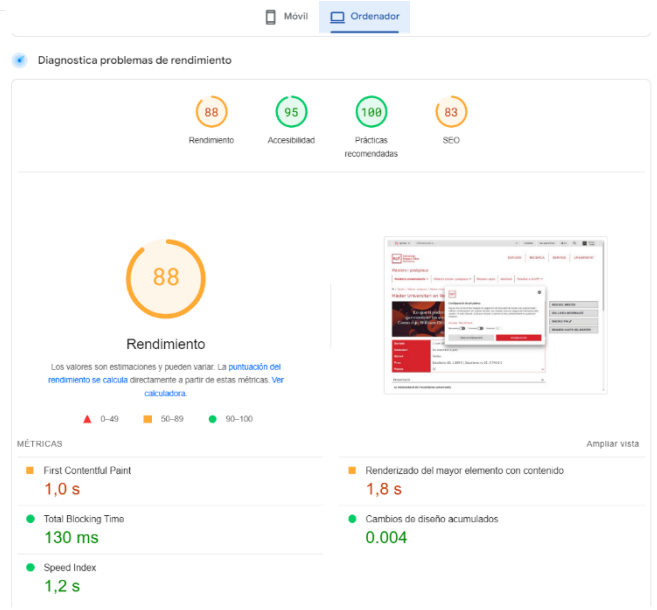 Móvil
Ordenador
Diagnostica problemas de rendimiento
88
95
100
83
Rendimiento
Accesibilidad
Prácticas
recomendadas
SEO
88
Rendimiento
Los valores son estimaciones y pueden variar. La puntuación del
rendimiento se calcula directamente a partir de estas métricas. Ver
calculadora.
0–49
50–89
90–100
MÉTRICAS
Ampliar vista
First Contentful Paint
1,0 s
Renderizado del mayor elemento con contenido
1,8 s
Total Blocking Time
130 ms
Cambios de diseño acumulados
0.004
Speed Index
1,2 s